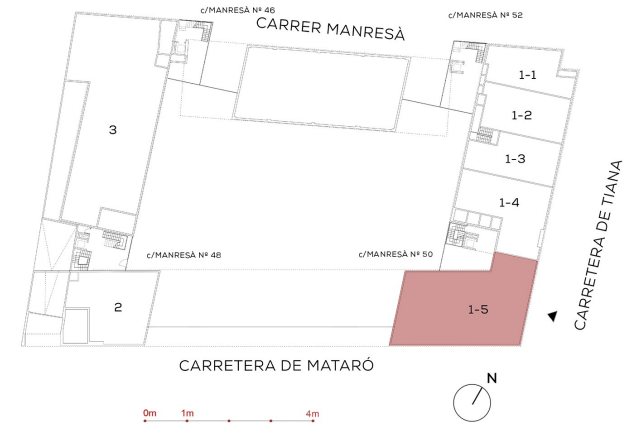 c/MANRESÀ Nº 46
c/MANRESÀ Nº 52
CARRER MANRESÀ
1-1
1-2
3
1-3
1-4
CARRETERA DE TIANA
c/MANRESÀ Nº 48
c/MANRESÀ Nº 50
2
1-5
CARRETERA DE MATARÓ
N
0m 1m 4m